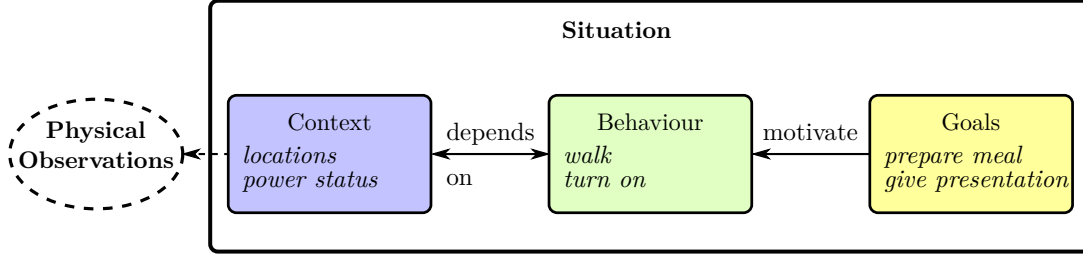 Situation
Physical
Observations
Context
locations
power status
depends
on
Behaviour
walk
turn on
motivate
Goals
prepare meal
give presentation